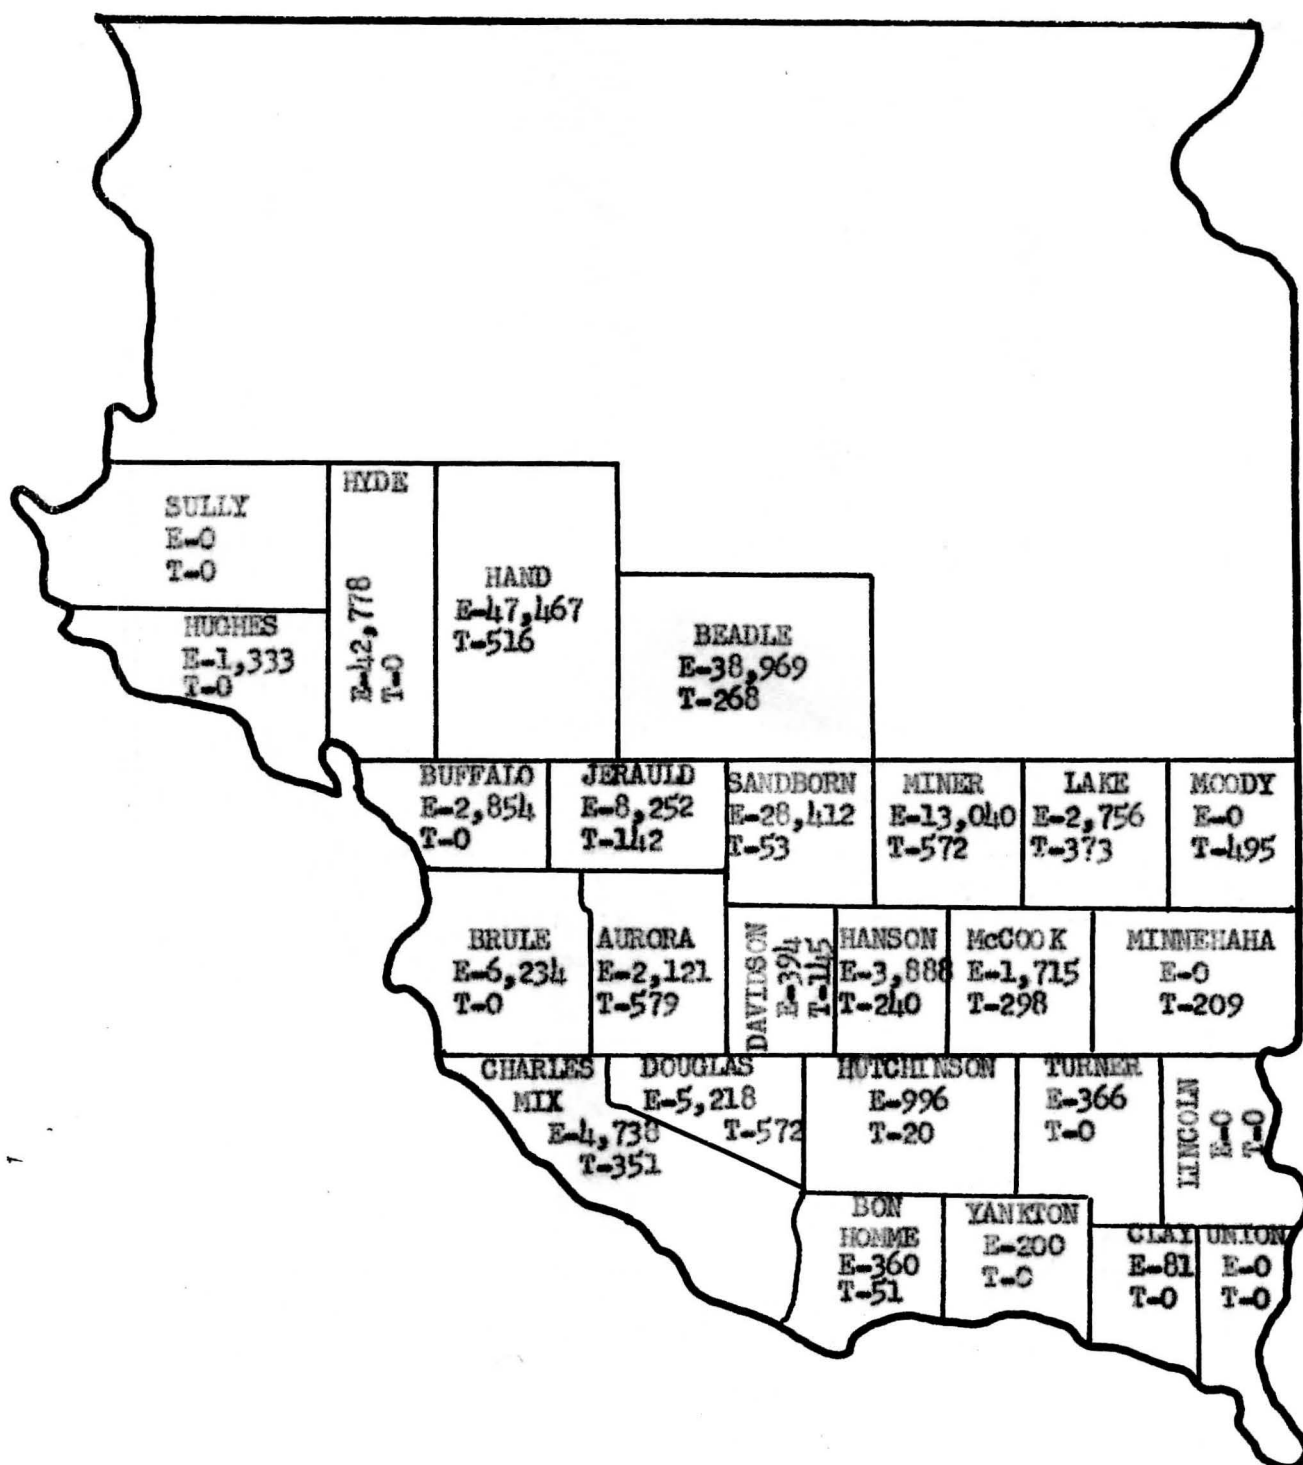 SULLY
E-0
T-0
HYDE
E-42,778
T-0
HAND
E-47,467
T-516
HUGHES
E-1,333
T-0
BEADLE
E-38,969
T-268
BUFFALO
E-2,854
T-0
JERAULD
E-8,252
T-142
SANDBORN
E-28,412
T-53
MINER
E-13,040
T-572
LAKE
E-2,756
T-373
MOODY
E-0
T-495
BRULE
E-6,234
T-0
AURORA
E-2,121
T-579
DAVIDSON
E-394
T-145
HANSON
E-3,888
T-240
McCOOK
E-1,715
T-298
MINNEHAHA
E-0
T-209
CHARLES
MIX
E-4,738
T-351
DOUGLAS
E-5,218
T-572
HUTCHINSON
E-996
T-20
TURNER
E-366
T-0
LINCOLN
E-0
T-0
BON
HOMME
E-360
T-51
YANKTON
E-200
T-0
CLAY
E-81
T-0
UNION
E-0
T-0